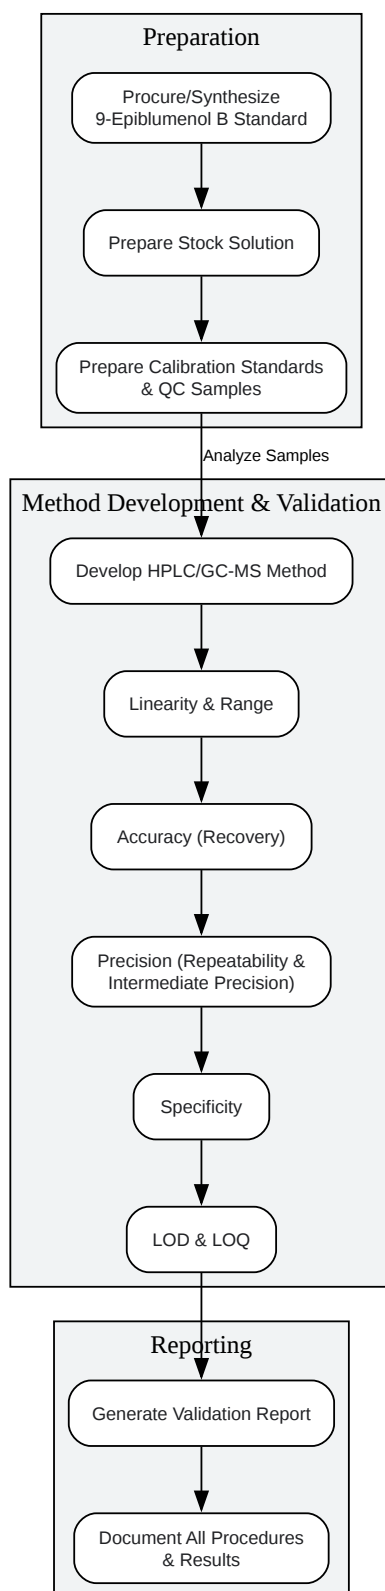 Preparation
Procure/Synthesize
9-Epiblumenol B Standard
Prepare Stock Solution
Prepare Calibration Standards
& QC Samples
Analyze Samples
Method Development & Validation
Develop HPLC/GC-MS Method
Linearity & Range
Accuracy (Recovery)
Precision (Repeatability &
Intermediate Precision)
Specificity
LOD & LOQ
Reporting
Generate Validation Report
Document All Procedures
& Results